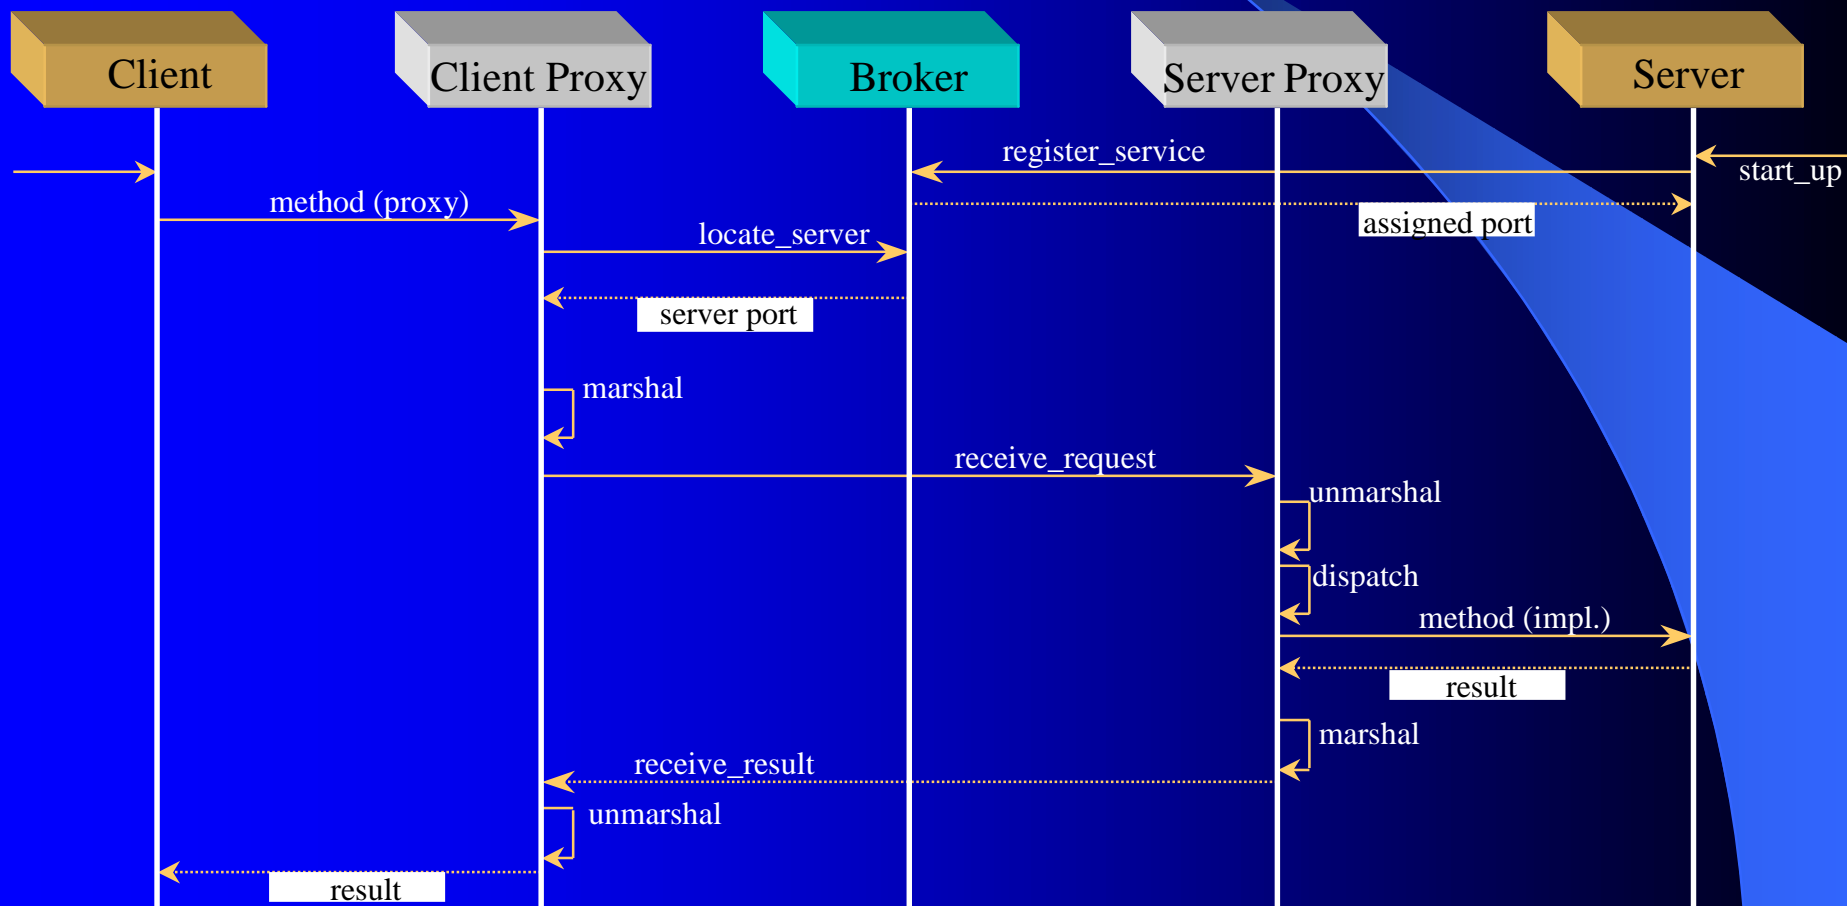 Client
Client Proxy
Broker
Server Proxy
Server
register_service
start_up
method (proxy)
assigned port
locate_server
server port
marshal
receive_request
unmarshal
dispatch
method (impl.)
result
marshal
receive_result
unmarshal
result